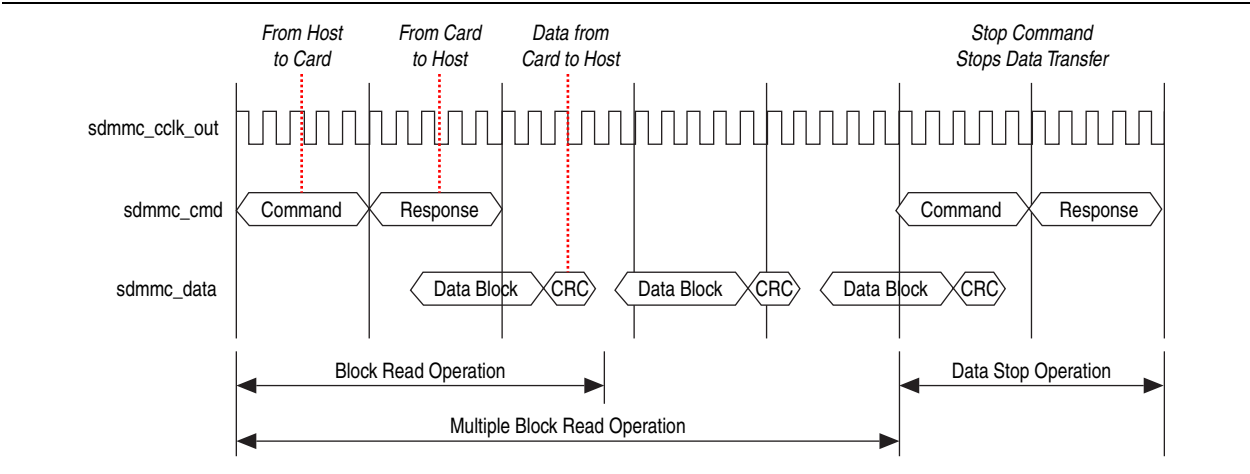 From Host
to Card
From Card
to Host
Data from
Card to Host
Stop Command
Stops Data Transfer
sdmmc_cclk_out
sdmmc_cmd
Command
Response
Command
Response
sdmmc_data
Data Block
CRC
Data Block
CRC
Data Block
CRC
Block Read Operation
Data Stop Operation
Multiple Block Read Operation